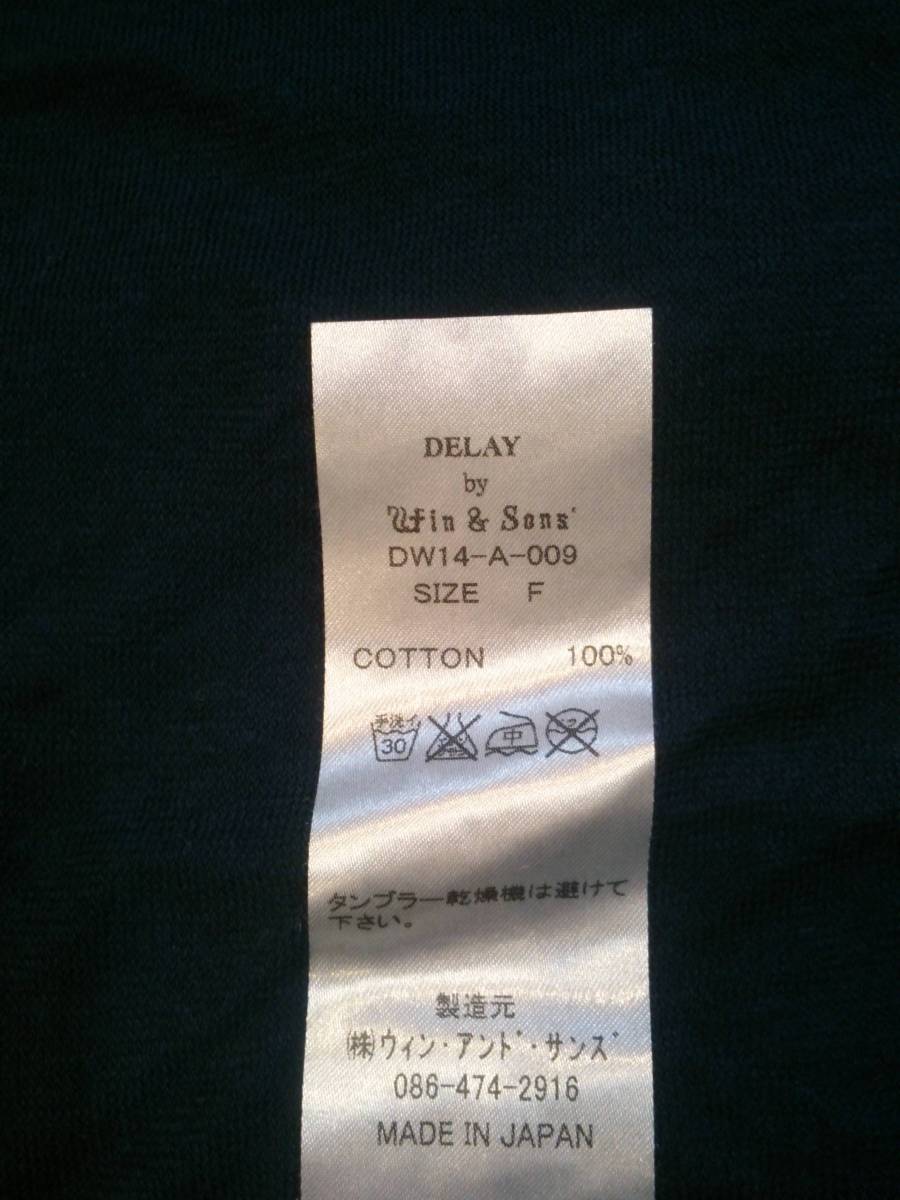 DELAY
by
Win & Sons'
DW14-A-009
SIZE F
COTTON 100%
手洗イ
30
中
タンブラー乾燥機は避けて
下さい。
製造元
㈱ウィン・アンド・サンズ
086-474-2916
MADE IN JAPAN